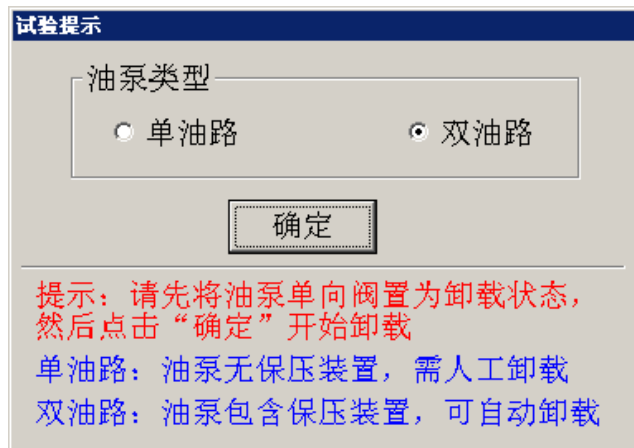 试验提示
油泵类型
单油路 双油路
确定
提示：请先将油泵单向阀置为卸载状态，
然后点击“确定”开始卸载
单油路：油泵无保压装置，需人工卸载
双油路：油泵包含保压装置，可自动卸载